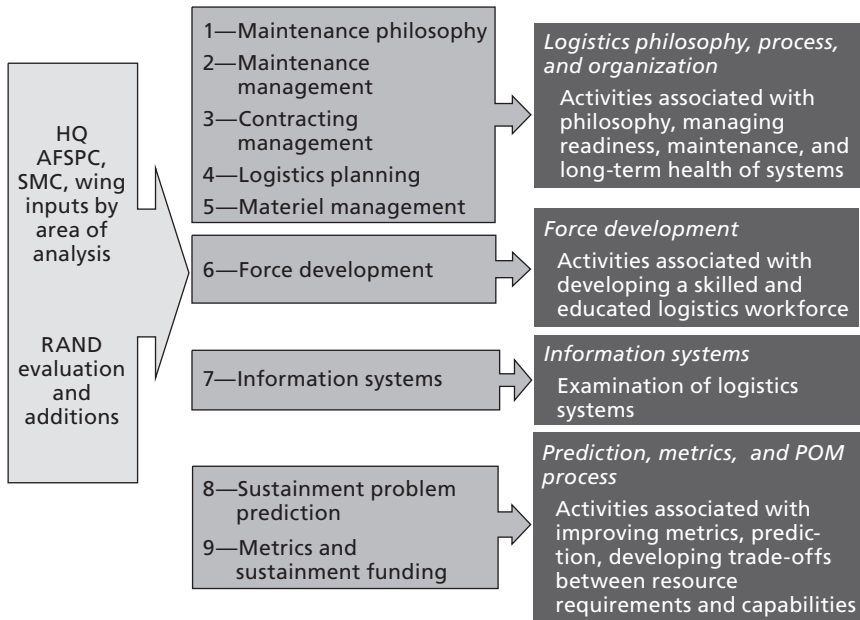 HQ
AFSPC,
SMC, wing
inputs by
area of
analysis
RAND
evaluation
and
additions
1—Maintenance philosophy
2—Maintenance
management
3—Contracting
management
4—Logistics planning
5—Materiel management
6—Force development
7—Information systems
8—Sustainment problem
prediction
9—Metrics and
sustainment funding
Logistics philosophy, process,
and organization
Activities associated with
philosophy, managing
readiness, maintenance, and
long-term health of systems
Force development
Activities associated with
developing a skilled and
educated logistics workforce
Information systems
Examination of logistics
systems
Prediction, metrics, and POM
process
Activities associated with
improving metrics, predic-
tion, developing trade-offs
between resource
requirements and capabilities